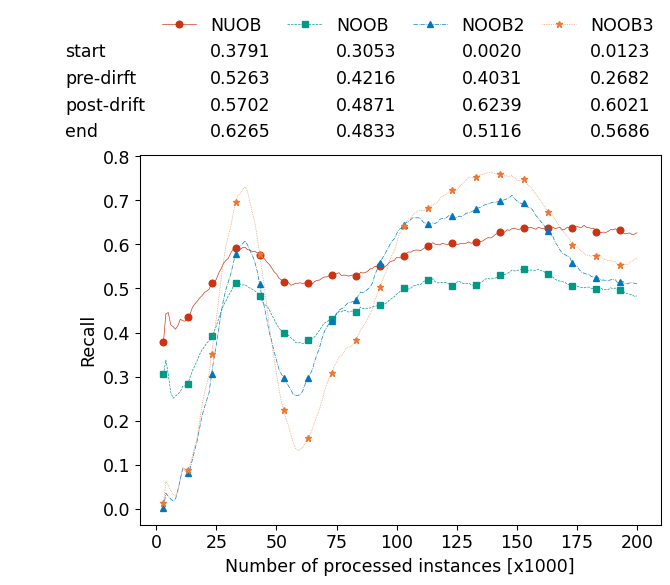 NUOB NOOB NOOB2 NOOB3
start 0.3791 0.3053 0.0020 0.0123
pre-dirft 0.5263 0.4216 0.4031 0.2682
post-drift 0.5702 0.4871 0.6239 0.6021
end 0.6265 0.4833 0.5116 0.5686
0.8
0.7
0.6
0.5
0.4
0.3
0.2
0.1
0.0
Recall
0 25 50 75 100 125 150 175 200
Number of processed instances [x1000]